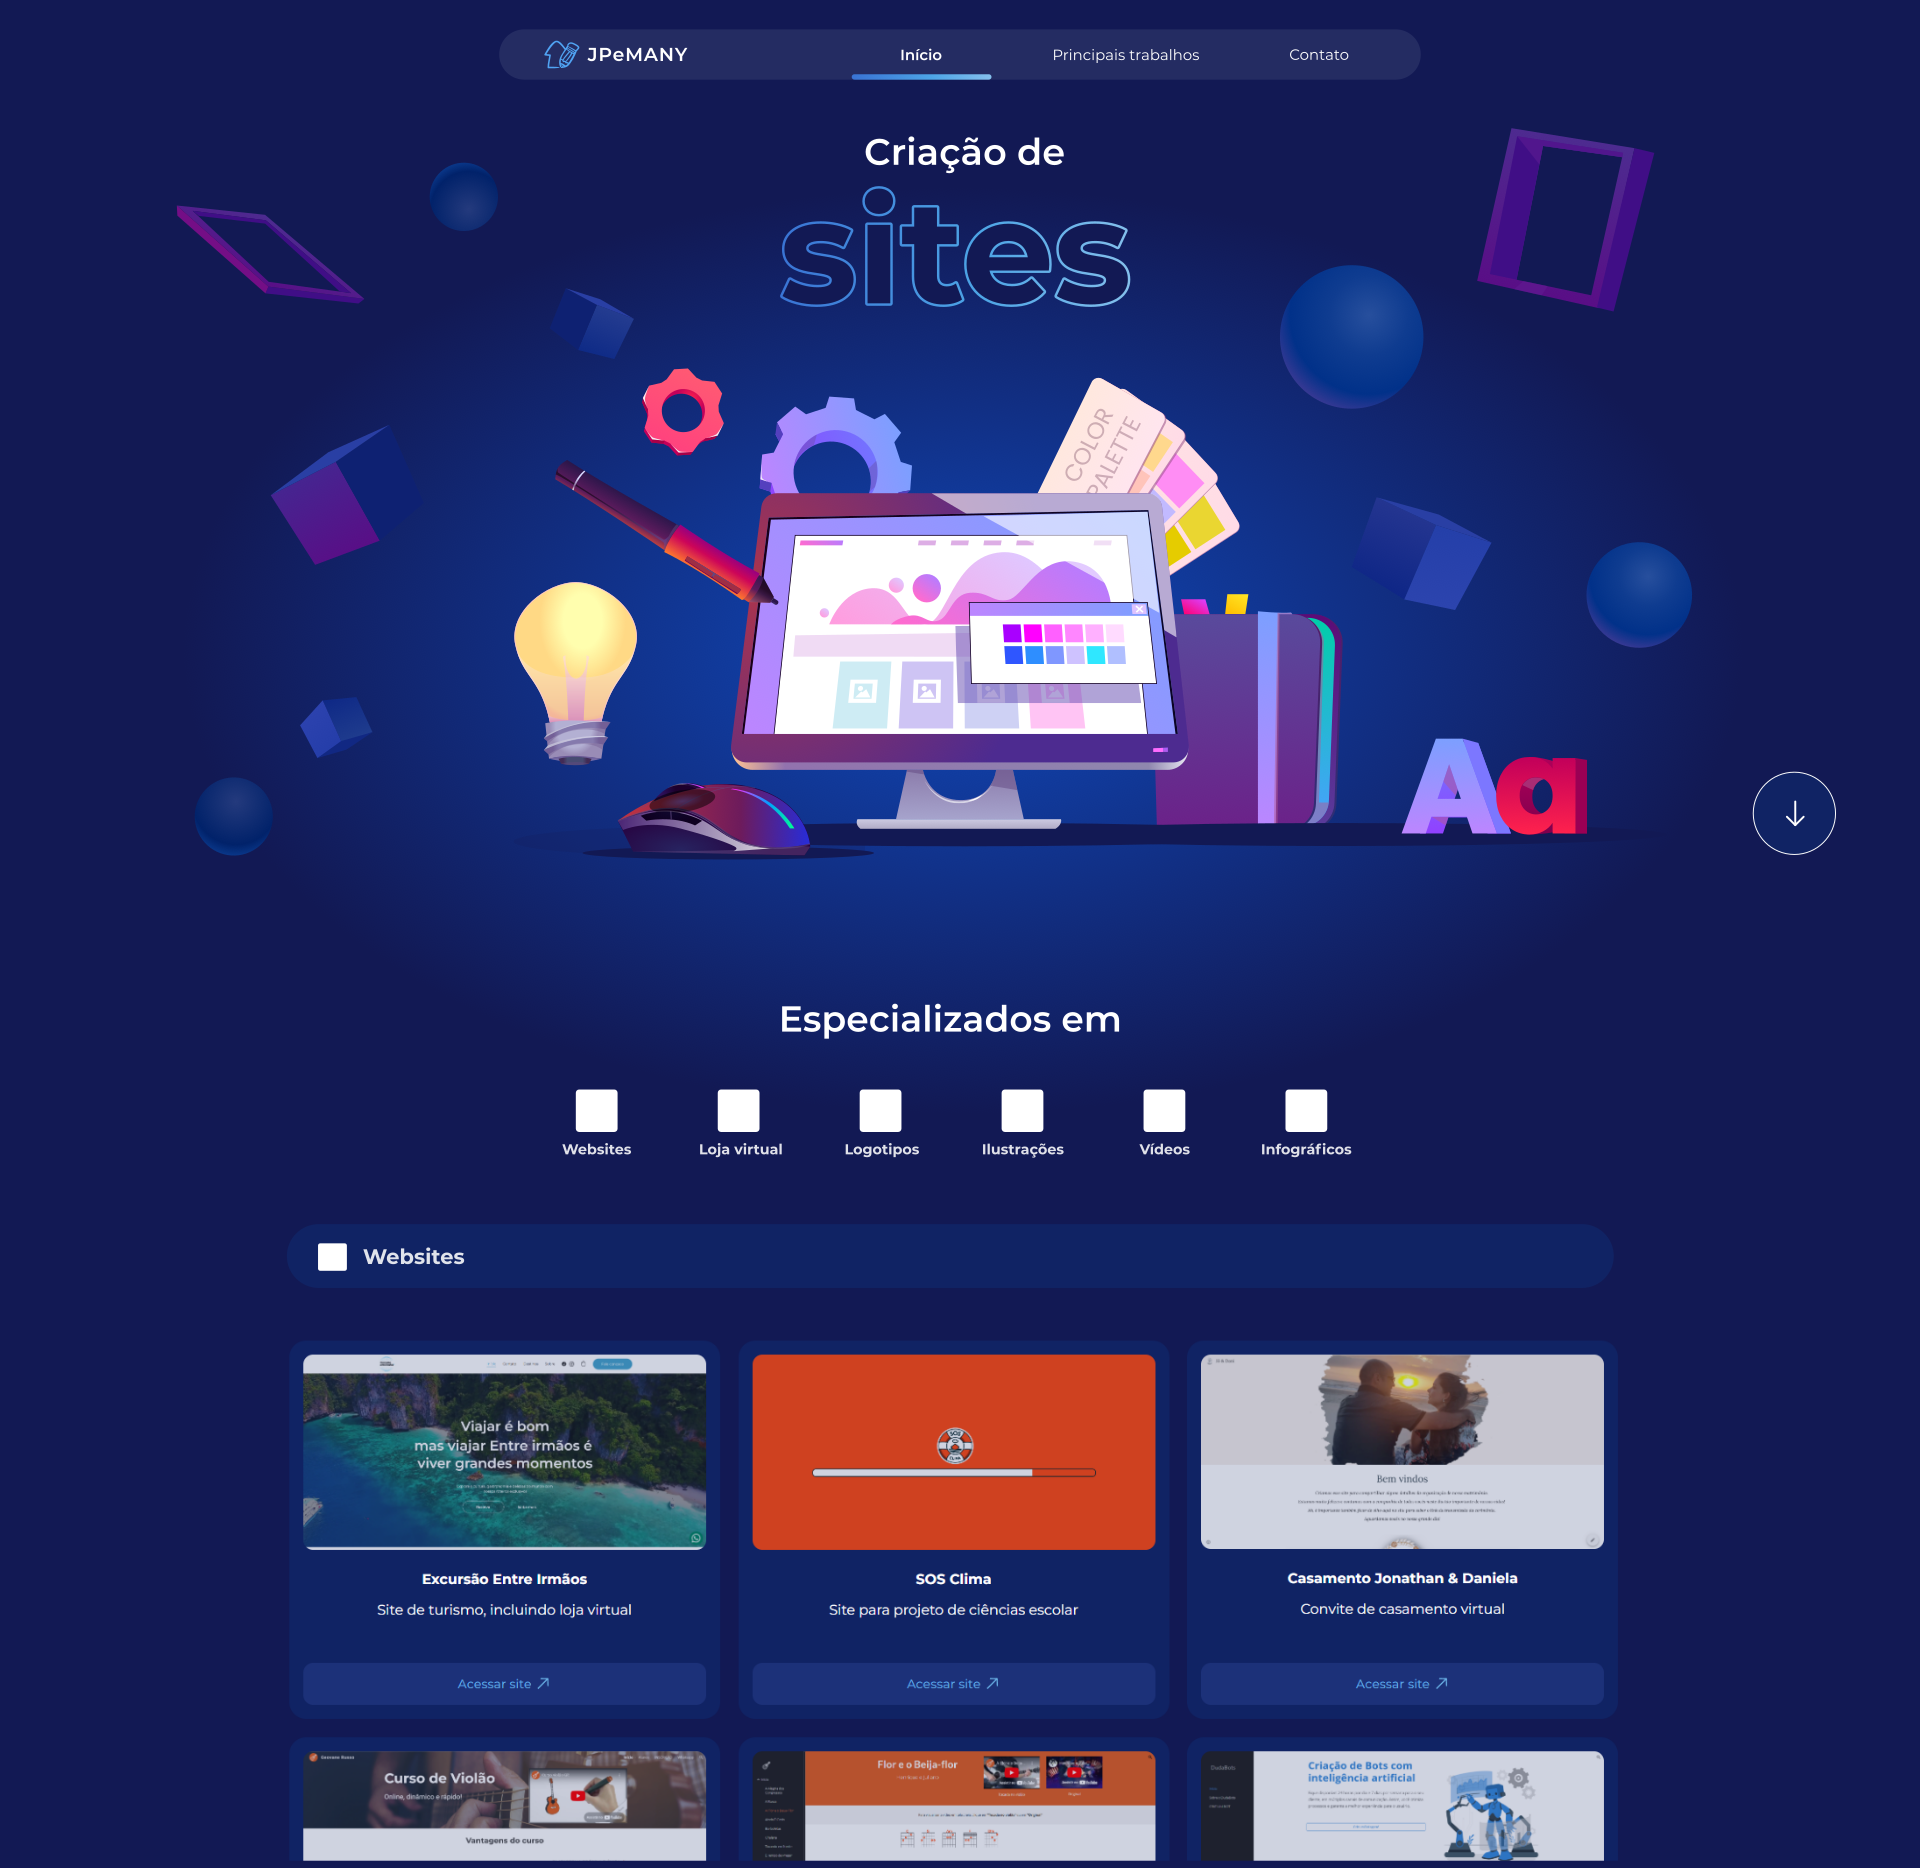 JPeMANY
Início
Principais trabalhos
Contato
Criação de
sites
COLOR
PALETTE
Aa
Especializados em
Websites
Loja virtual
Logotipos
Ilustrações
Vídeos
Infográficos
Websites
Viajar é bom
mas viajar Entre irmãos é
viver grandes momentos
SOS
CLIMA
Bem vindos
Excursão Entre Irmãos
Site de turismo, incluindo loja virtual
Acessar site
SOS Clima
Site para projeto de ciências escolar
Acessar site
Casamento Jonathan & Daniela
Convite de casamento virtual
Acessar site
Curso de Violão
Online, dinâmico e rápido!
Vantagens do curso
Flor e o Beija-flor
Criação de Bots com
inteligência artificial